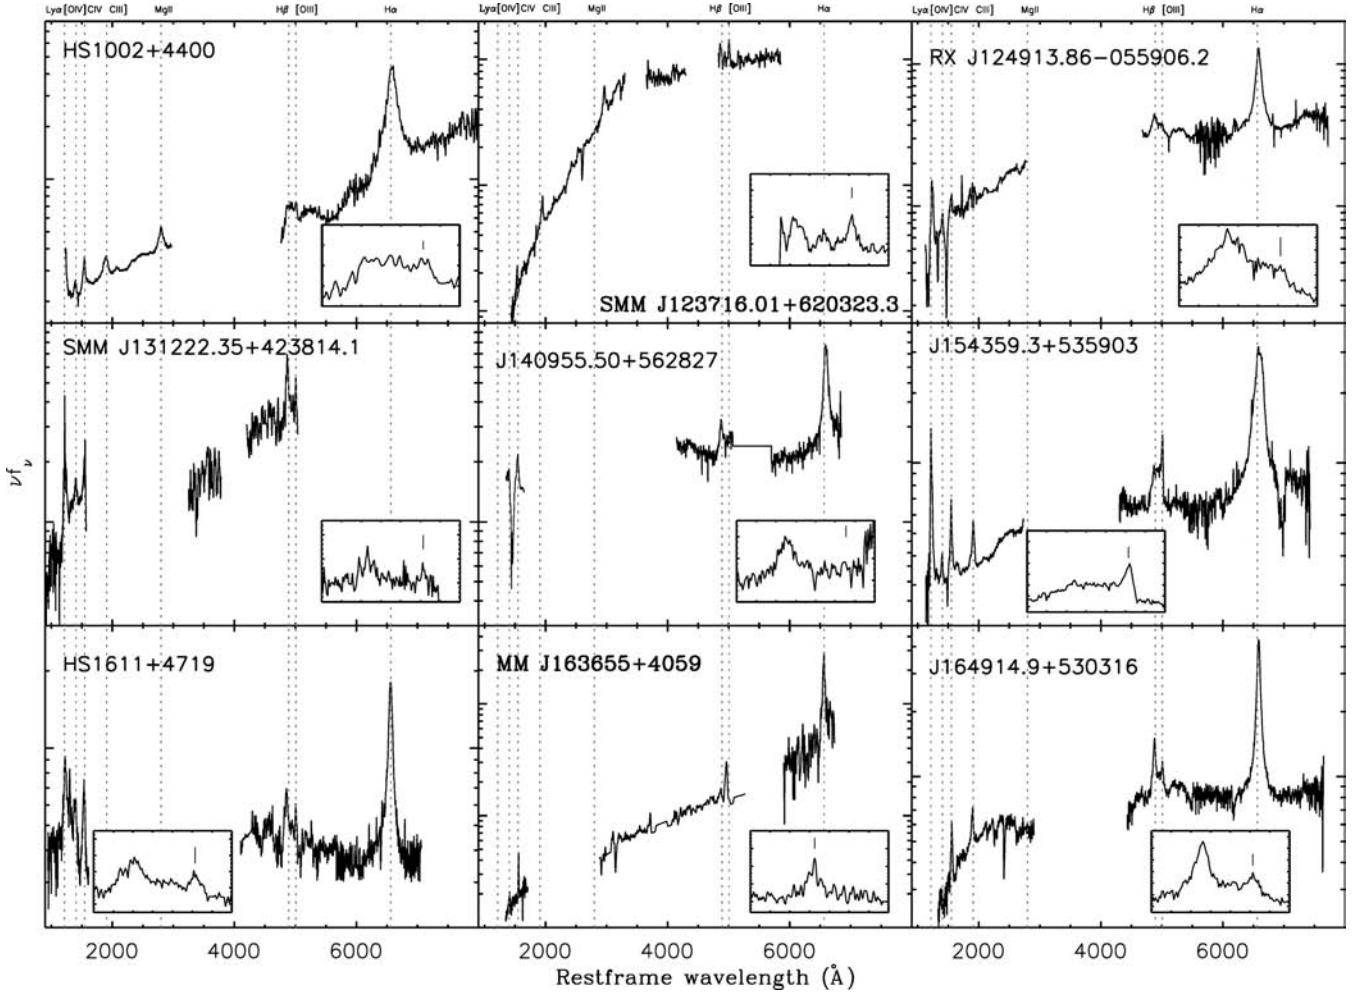 Lyα [OIV] CIV CIII] MgII Hβ [OIII] Hα
Lyα [OIV] CIV CIII] MgII Hβ [OIII] Hα
Lyα [OIV] CIV CIII] MgII Hβ [OIII] Hα
HS1002+4400
SMM J123716.01+620323.3
RX J124913.86−055906.2
SMM J131222.35+423814.1
J140955.50+562827
J154359.3+535903
νfν
HS1611+4719
MM J163655+4059
J164914.9+530316
2000 4000 6000
2000 4000 6000
2000 4000 6000
Restframe wavelength (Å)